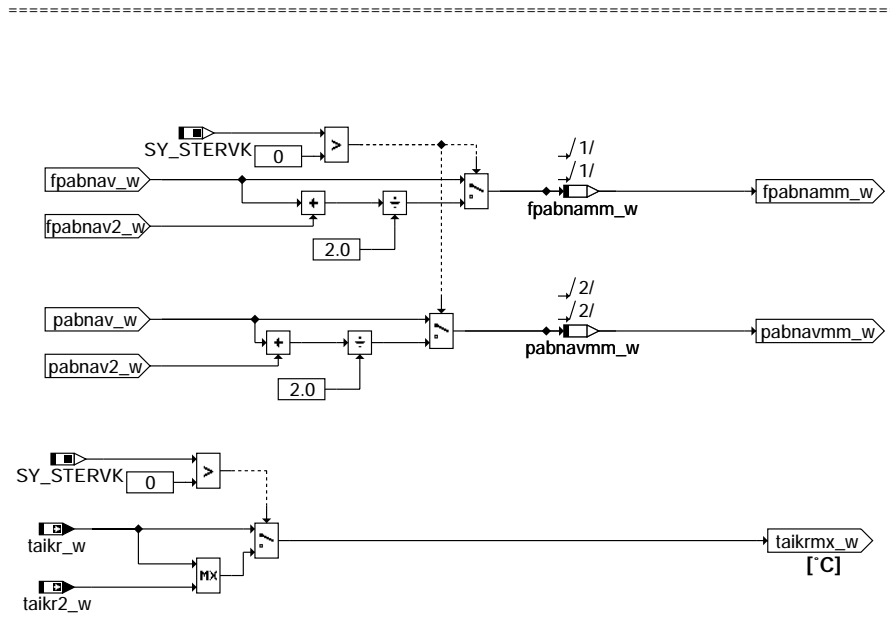 ================================================================================
SY_STERVK
0
>
/1/
/1/
fpabnav_w
+
÷
fpabnamm_w
fpabnamm_w
fpabnav2_w
2.0
/2/
/2/
pabnav_w
+
÷
pabnavmm_w
pabnavmm_w
pabnav2_w
2.0
SY_STERVK
0
>
taikr_w
taikrmx_w
[°C]
MX
taikr2_w